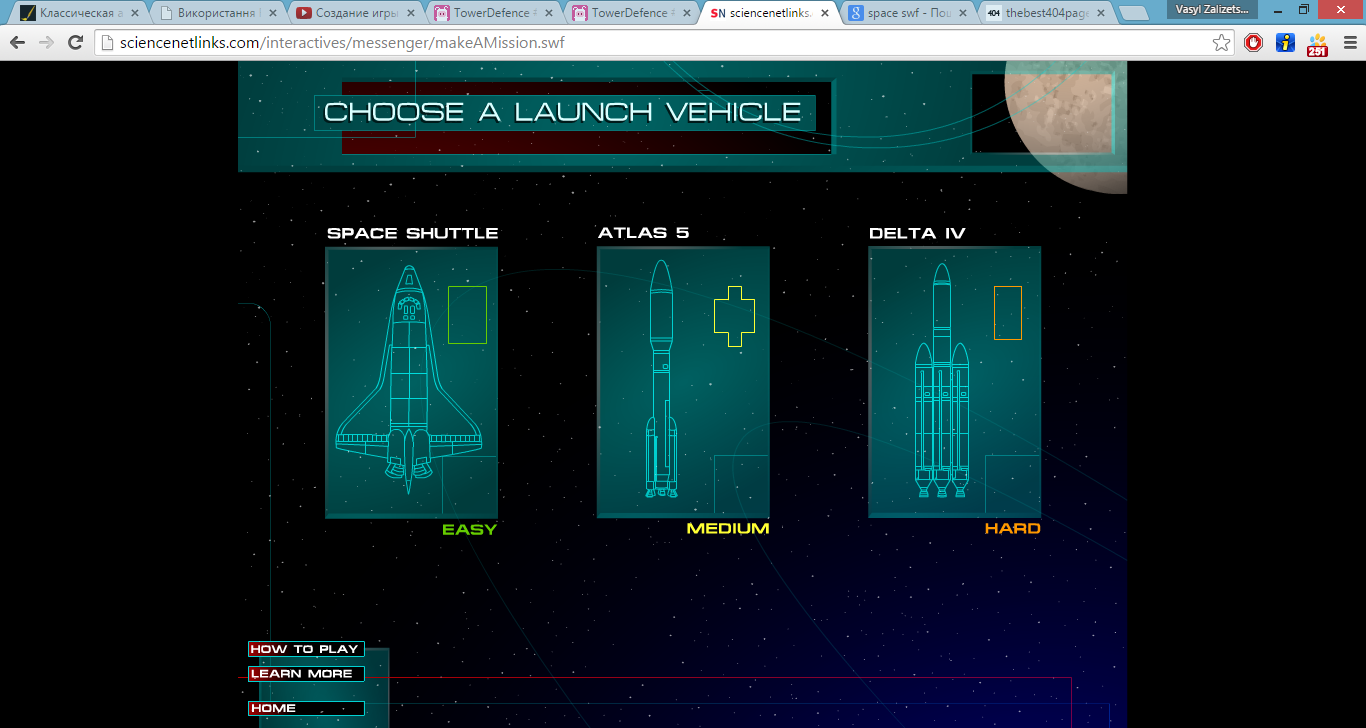 Классическая а
Використання
Создание игры
TowerDefence #
TowerDefence #
SN sciencenetlinks.
space swf - Пои
404 thebest404page
Vasyl Zalizets...
sciencenetlinks.com/interactives/messenger/makeAMission.swf
251
CHOOSE A LAUNCH VEHICLE
SPACE SHUTTLE
ATLAS 5
DELTA IV
EASY
MEDIUM
HARD
HOW TO PLAY
LEARN MORE
HOME